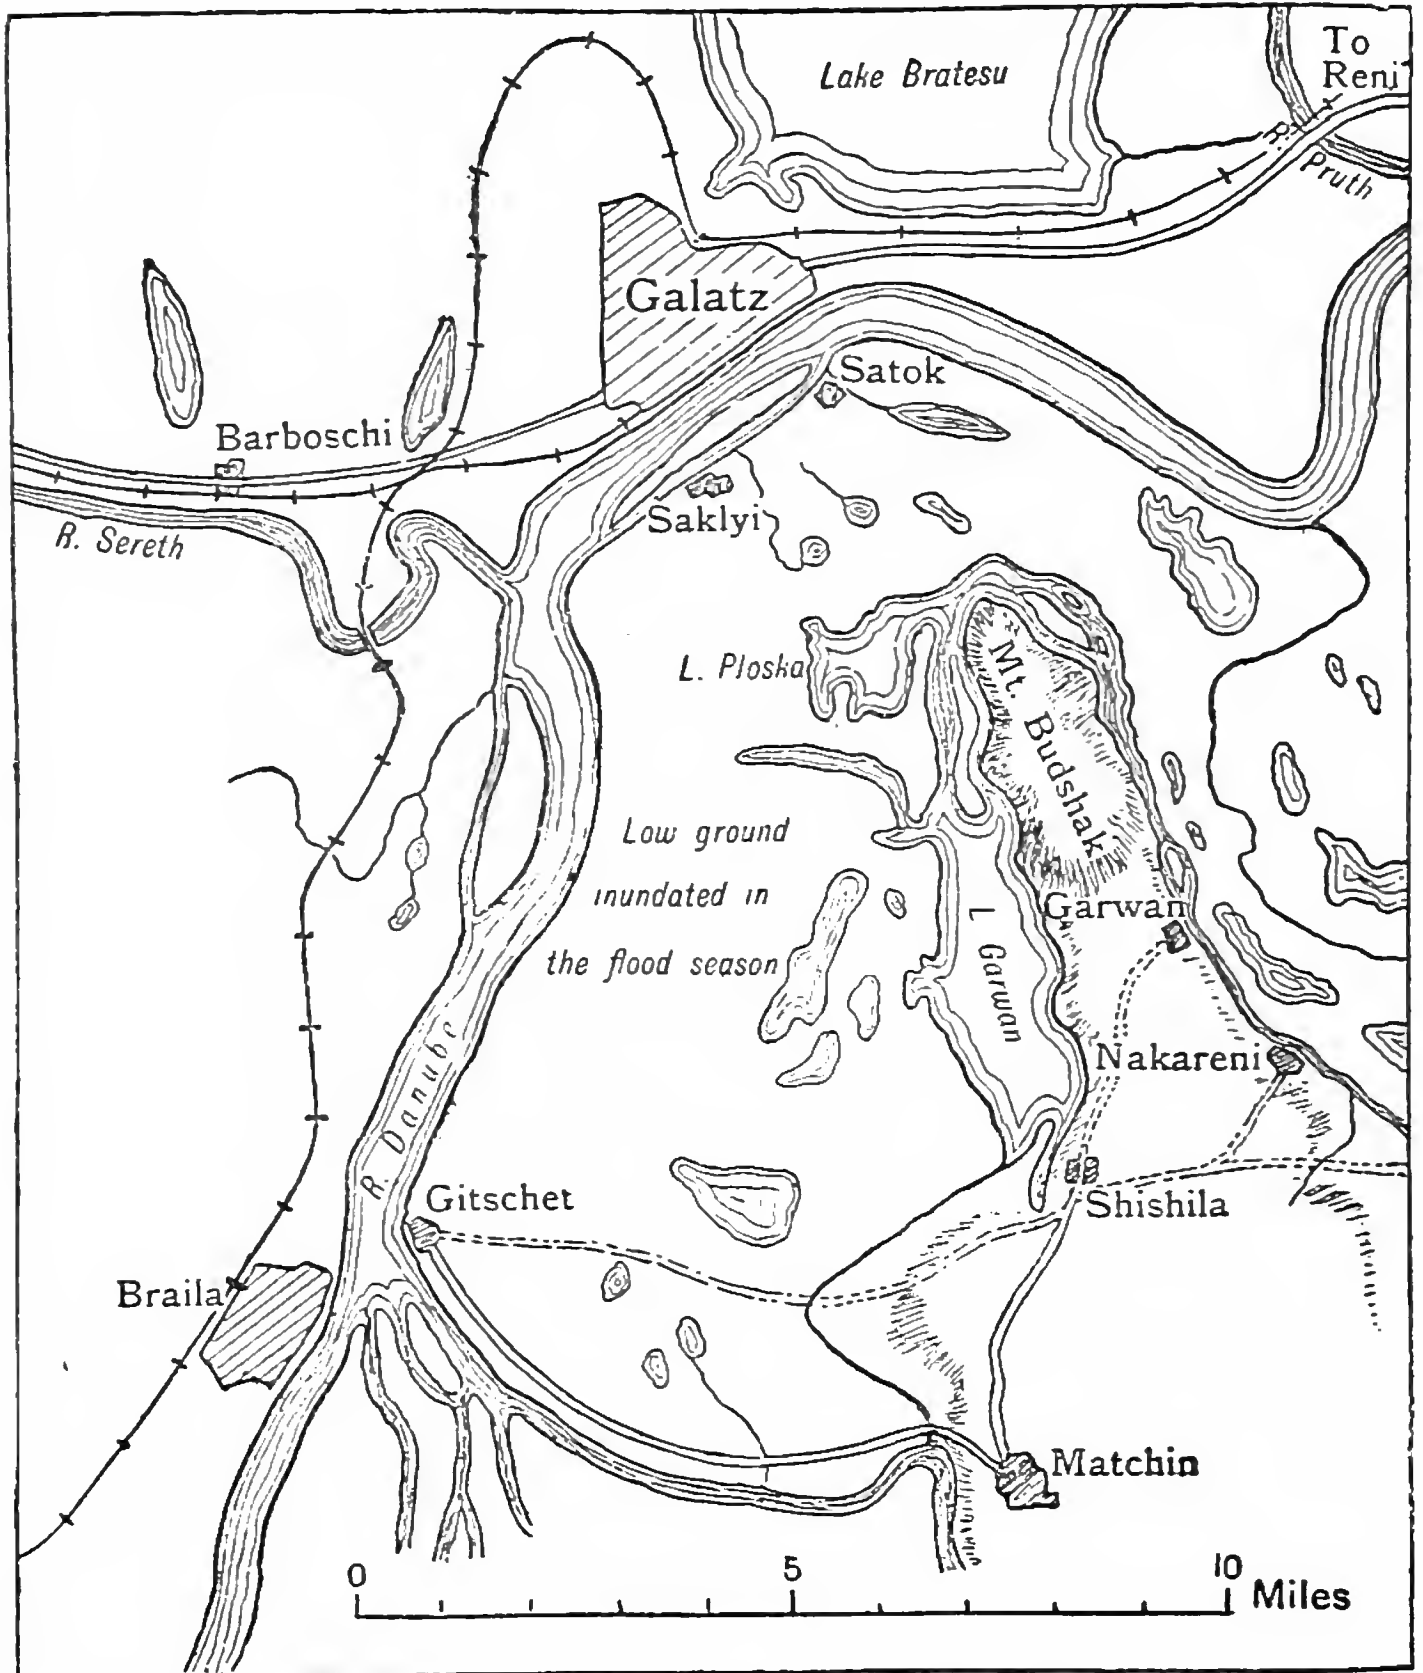 Lake Bratesu
To
Reni
R. Pruth
Galatz
Satok
Barboschi
Saklyi
R. Sereth
L. Ploska
Mt. Budshak
Low ground
inundated in
the flood season
Garwan
L Garwan
Nakareni
R. Danube
Gitschet
Shishila
Braila
Matchin
0 5 10 Miles